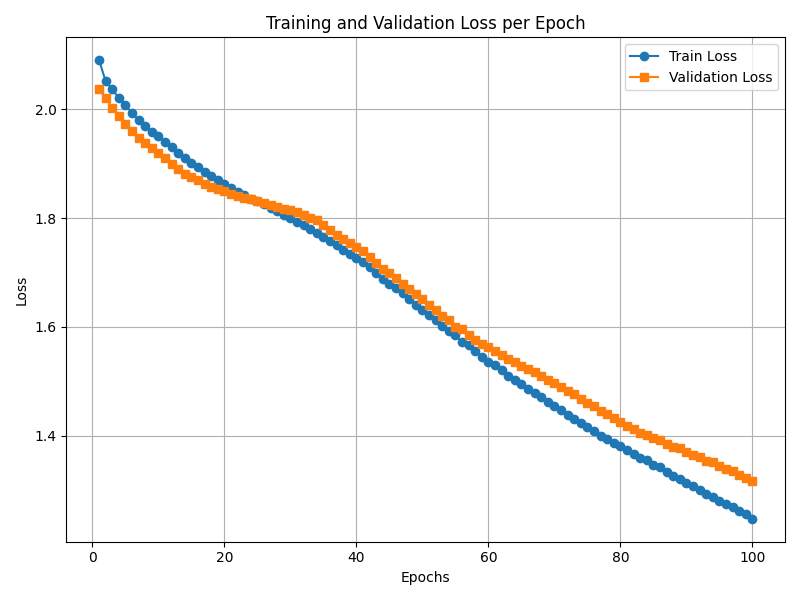 Training and Validation Loss per Epoch
Train Loss
Validation Loss
2.0
1.8
1.6
1.4
Loss
0 20 40 60 80 100
Epochs